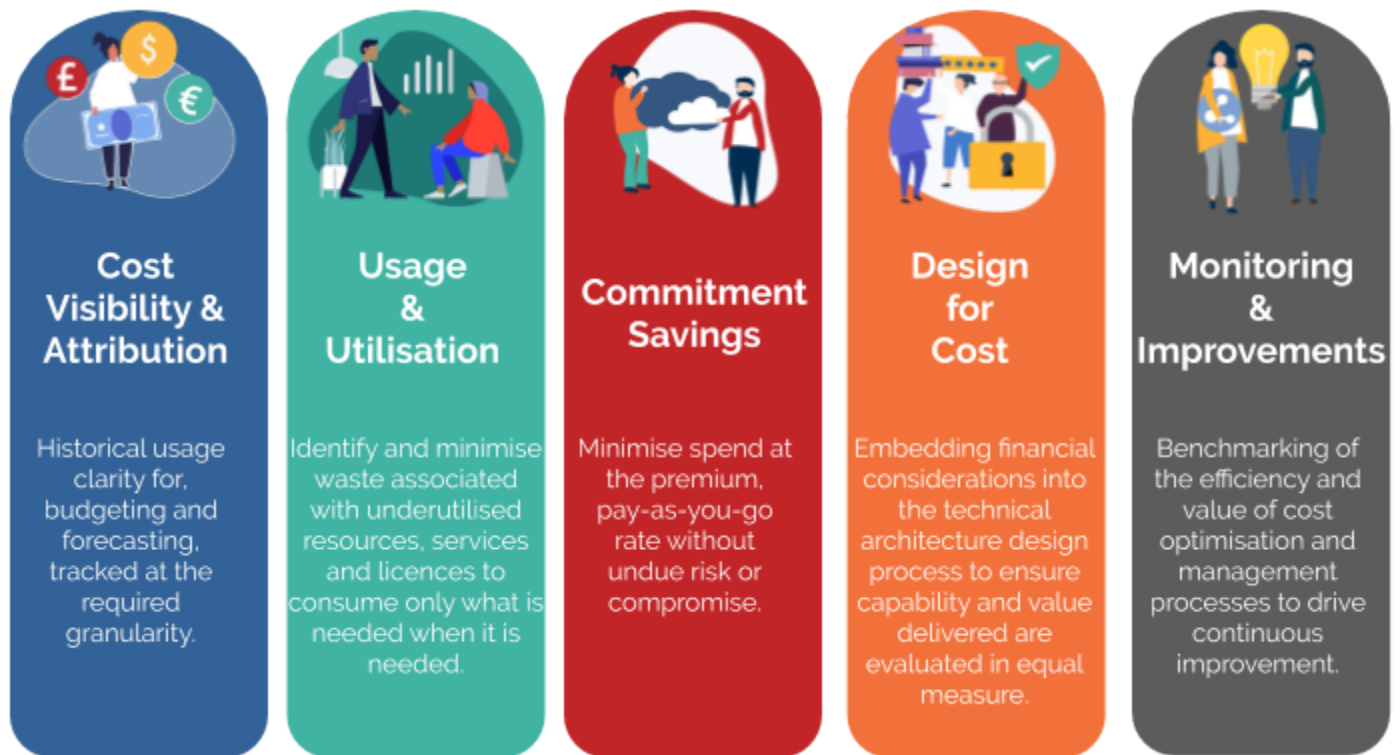 £
$
€
Cost
Visibility &
Attribution
Historical usage
clarity for,
budgeting and
forecasting,
tracked at the
required
granularity.
Usage
&
Utilisation
Identify and minimise
waste associated
with underutilised
resources, services
and licences to
consume only what is
needed when it is
needed.
Commitment
Savings
Minimise spend at
the premium,
pay-as-you-go
rate without
undue risk or
compromise.
Design
for
Cost
Embedding financial
considerations into
the technical
architecture design
process to ensure
capability and value
delivered are
evaluated in equal
measure.
Monitoring
&
Improvements
Benchmarking of
the efficiency and
value of cost
optimisation and
management
processes to drive
continuous
improvement.